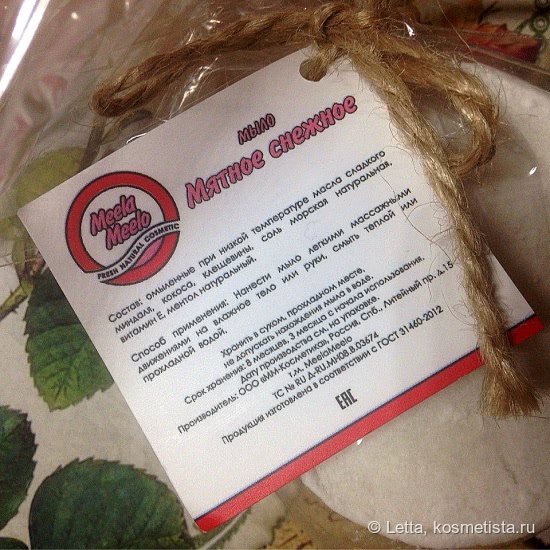 Meela
Meelo
FRESH NATURAL COSMETIC
мыло
Мятное снежное
Состав: омыленные при низкой температуре масла сладкого
миндаля, кокоса, клещевины, соль морская натуральная,
витамин Е, ментол натуральный.
Способ применения: Нанести мыло легкими массажными
движениями на влажное тело или руки, смыть теплой или
прохладной водой.
Хранить в сухом, прохладном месте,
не допускать нахождения мыла в воде.
Дату производства см. на упаковке.
Срок хранения: 8 месяцев, 3 месяца с начала использования.
Производитель: ООО ВИМ-Косметика, Россия, Спб., Литейный пр, д.15-
т.м. MeelaMeelo
ТС № RU Д-RU.МН08.В.03674
Продукция изготовлена в соответствии с ГОСТ 31460-2012
EAC
© Letta, kosmetista.ru